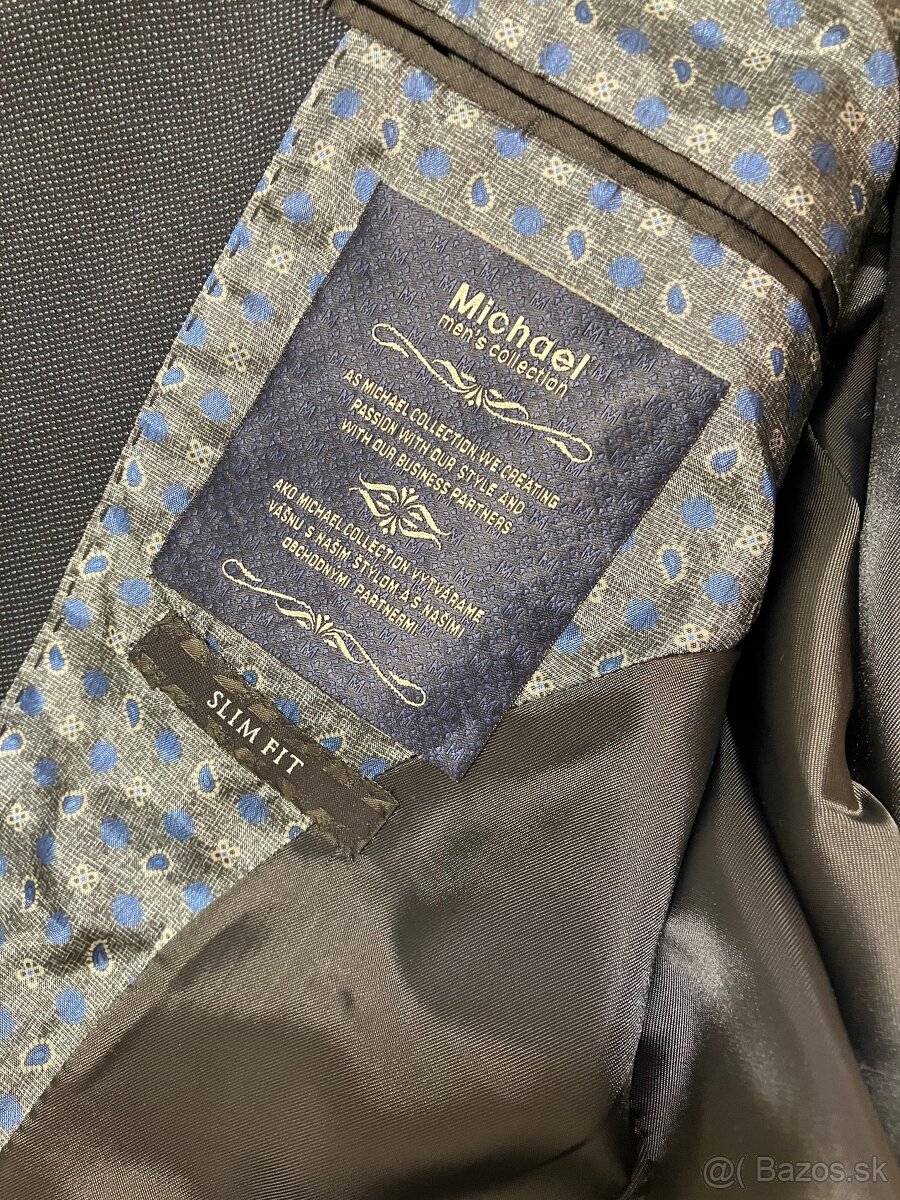 Michael
men's collection
AS MICHAEL COLLECTION WE CREATING
PASSION WITH OUR STYLE AND
WITH OUR BUSINESS PARTNERS
AKO MICHAEL COLLECTION VYTVÁRAME
VÁŠNU S NAŠIM ŠTÝLOM A S NAŠIMI
OBCHODNÝMI PARTNERMI
SLIM FIT
@( Bazos.sk